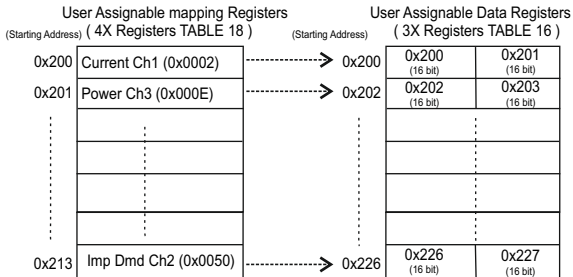 User Assignable mapping Registers
(Starting Address) ( 4X Registers TABLE 18 )
User Assignable Data Registers
(Starting Address) ( 3X Registers TABLE 16 )
0x200 Current Ch1 (0x0002) 0x200 0x200 (16 bit) 0x201 (16 bit)
0x201 Power Ch3 (0x000E) 0x202 0x202 (16 bit) 0x203 (16 bit)
0x213 Imp Dmd Ch2 (0x0050) 0x226 0x226 (16 bit) 0x227 (16 bit)